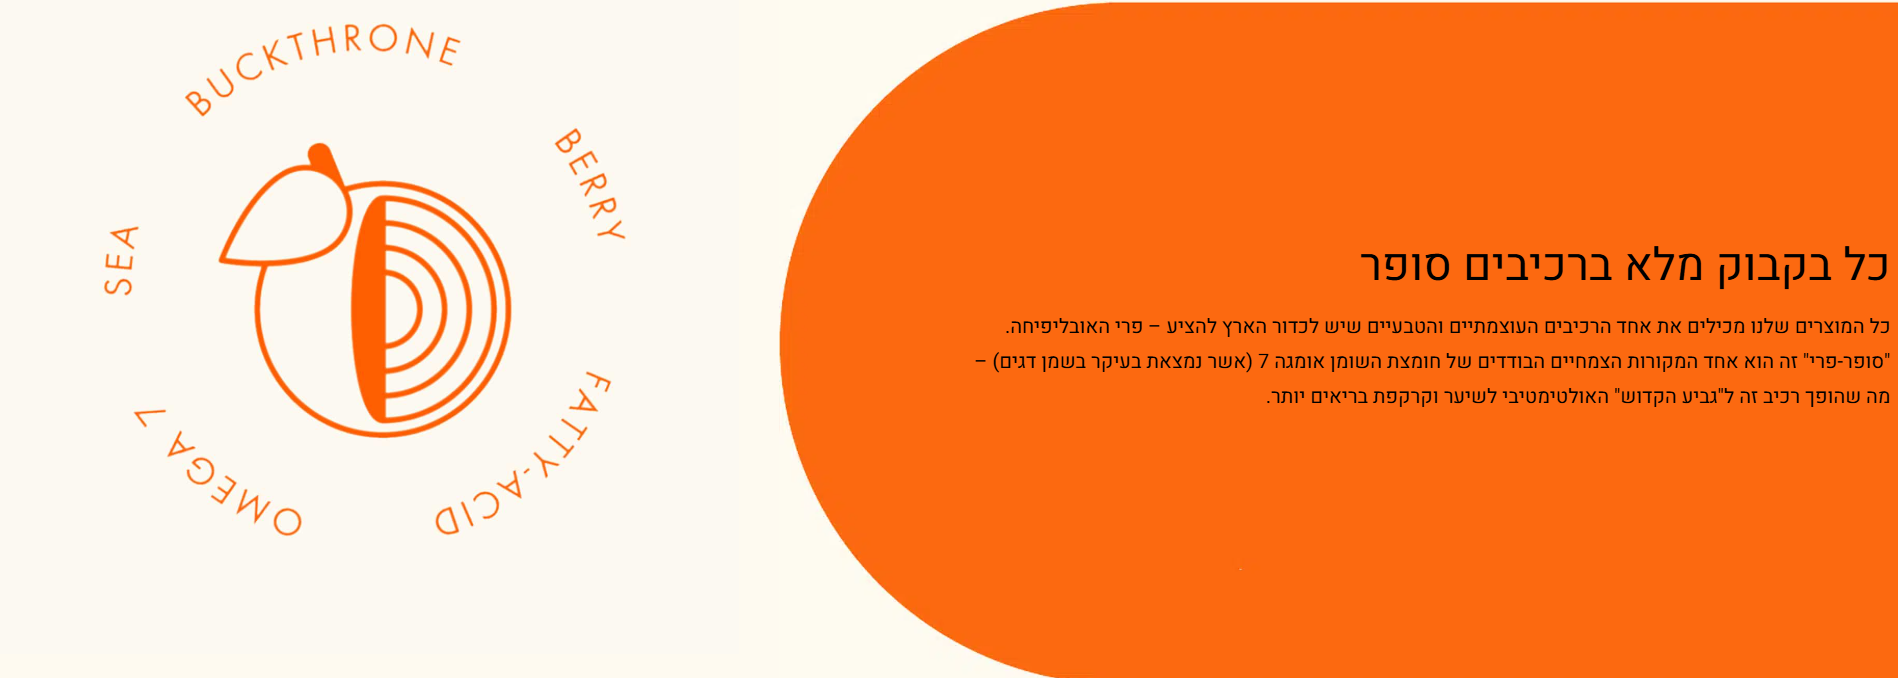 SEA BUCKTHRONE BERRY
FATTY-ACID OMEGA 7
כל בקבוק מלא ברכיבים סופר
כל המוצרים שלנו מכילים את אחד הרכיבים העוצמתיים והטבעיים שיש לכדור הארץ להציע – פרי האובליפיחה.
"סופר-פרי" זה הוא אחד המקורות הצמחיים הבודדים של חומצת השומן אומגה 7 (אשר נמצאת בעיקר בשמן דגים) –
מה שהופך רכיב זה ל"גביע הקדוש" האולטימטיבי לשיער וקרקפת בריאים יותר.